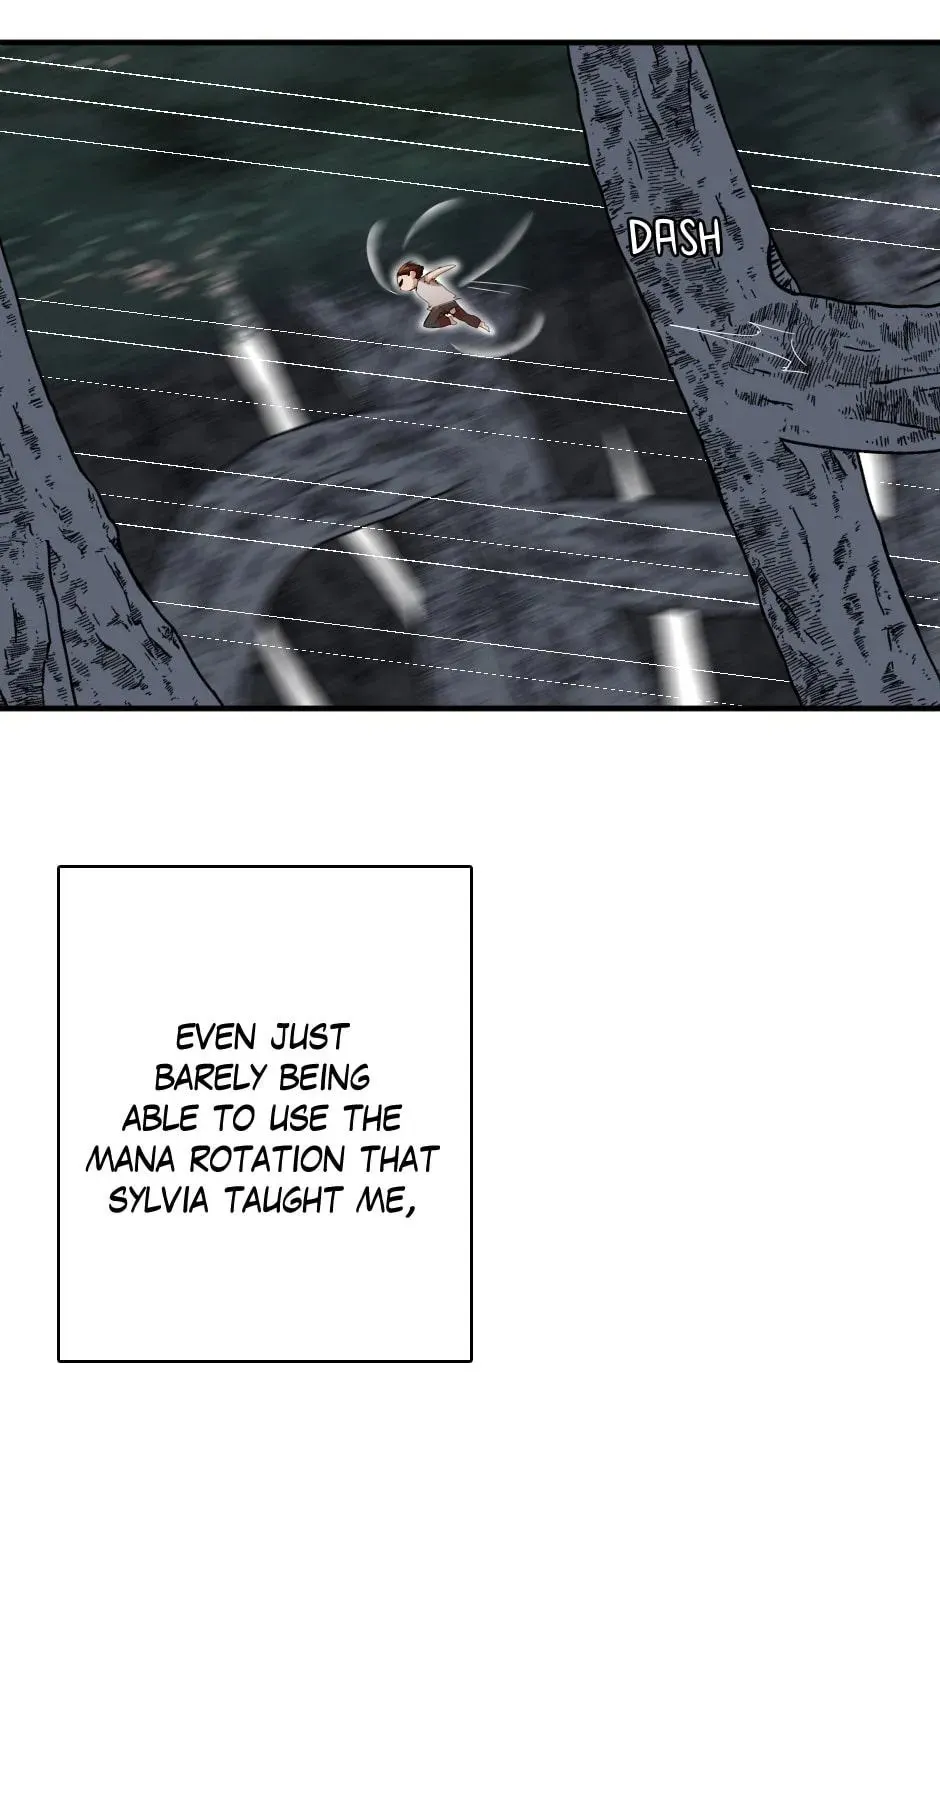 DASH
EVEN JUST
BARELY BEING
ABLE TO USE THE
MANA ROTATION THAT
SYLVIA TAUGHT ME,